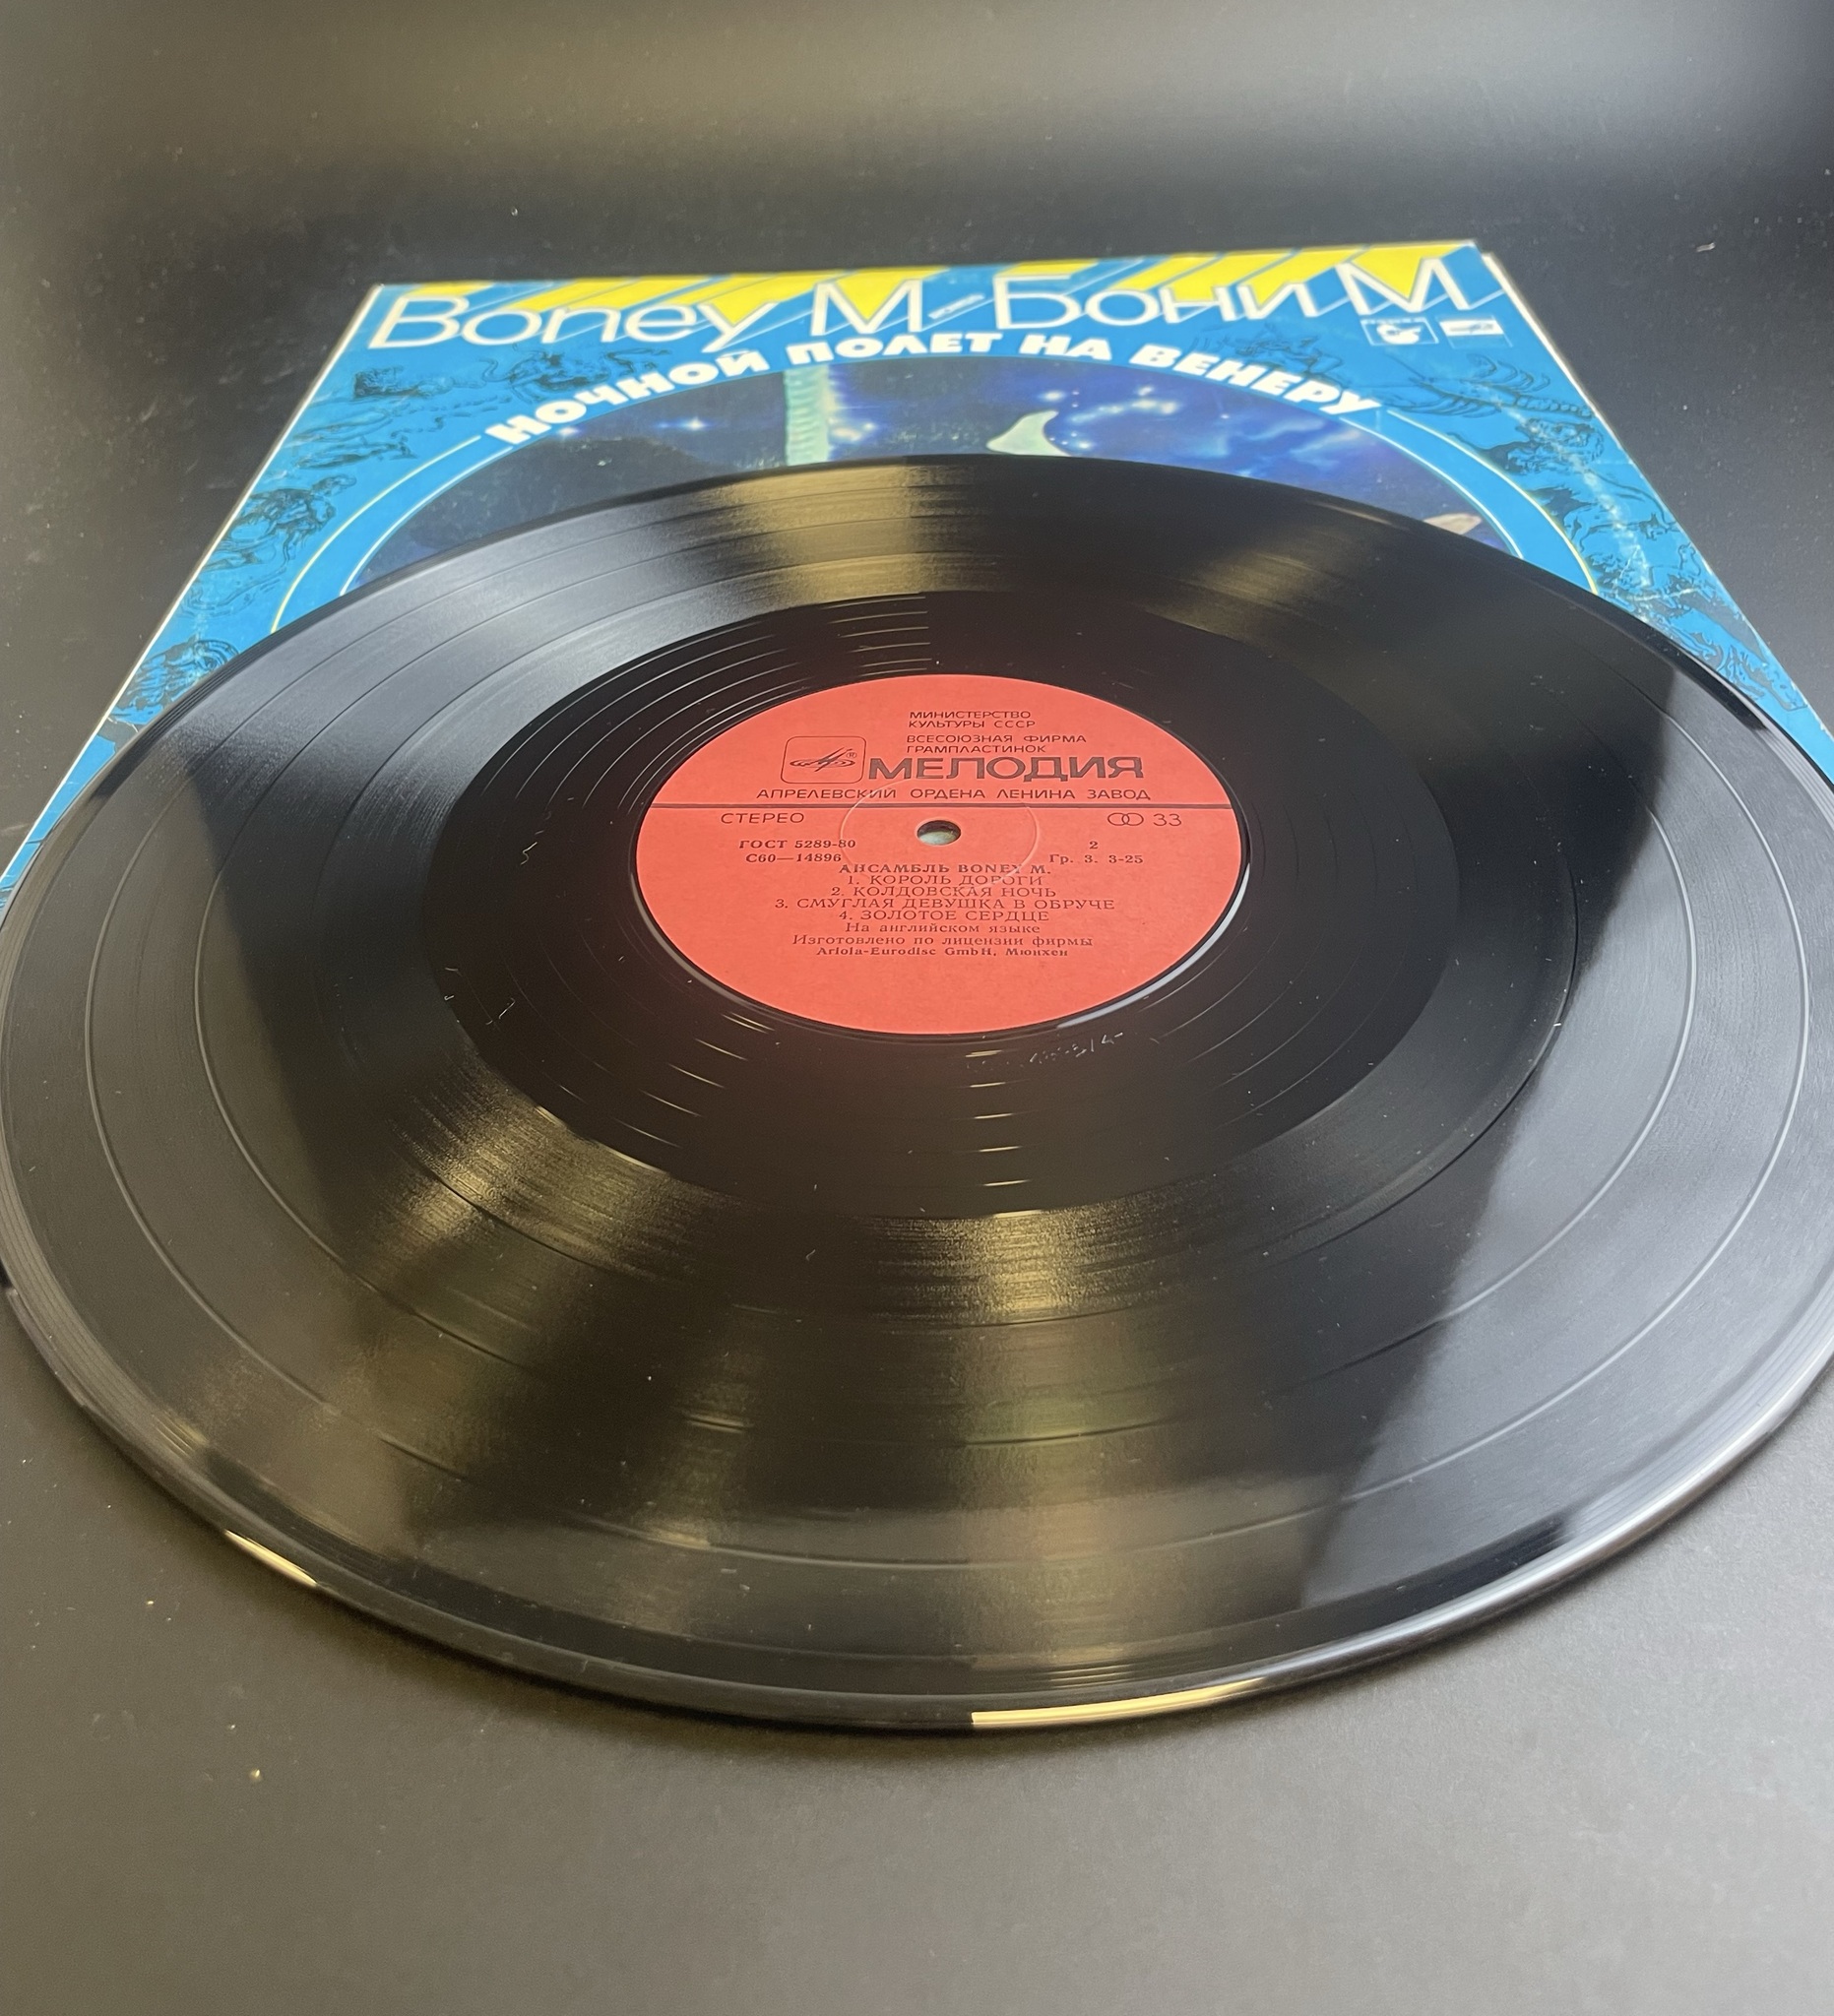 Boney M. Бони М
НОЧНОЙ ПОЛЕТ НА ВЕНЕРУ
МИНИСТЕРСТВО
КУЛЬТУРЫ СССР
ВСЕСОЮЗНАЯ ФИРМА
ГРАМПЛАСТИНОК
МЕЛОДИЯ
АПРЕЛЕВСКИЙ ОРДЕНА ЛЕНИНА ЗАВОД
СТЕРЕО 33
ГОСТ 5289-80 2
С60—14896 Гр. 3. 3-25
АНСАМБЛЬ BONEY M.
1. КОРОЛЬ ДОРОГИ
2. КОЛДОВСКАЯ НОЧЬ
3. СМУГЛАЯ ДЕВУШКА В ОБРУЧЕ
4. ЗОЛОТОЕ СЕРДЦЕ
На английском языке
Изготовлено по лицензии фирмы
Ariola-Eurodisc GmbH, Мюнхен